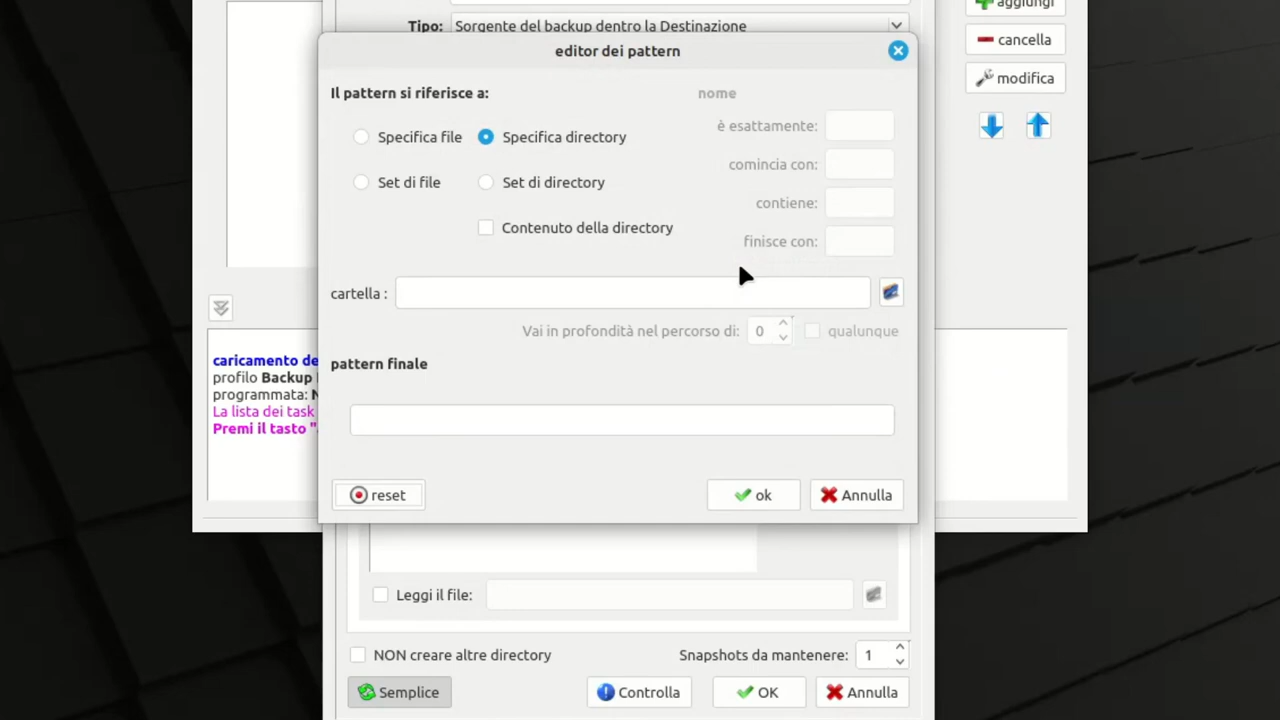 aggiungi
Tipo: Sorgente del backup dentro la Destinazione
cancella
editor dei pattern
modifica
Il pattern si riferisce a:
nome
è esattamente:
Specifica file
Specifica directory
comincia con:
Set di file
Set di directory
contiene:
Contenuto della directory
finisce con:
cartella :
Vai in profondità nel percorso di: 0 qualunque
caricamento de
pattern finale
profilo Backup
programmata: N
La lista dei task
Premi il tasto "
reset
ok
Annulla
Leggi il file:
NON creare altre directory
Snapshots da mantenere: 1
Semplice
Controlla
OK
Annulla